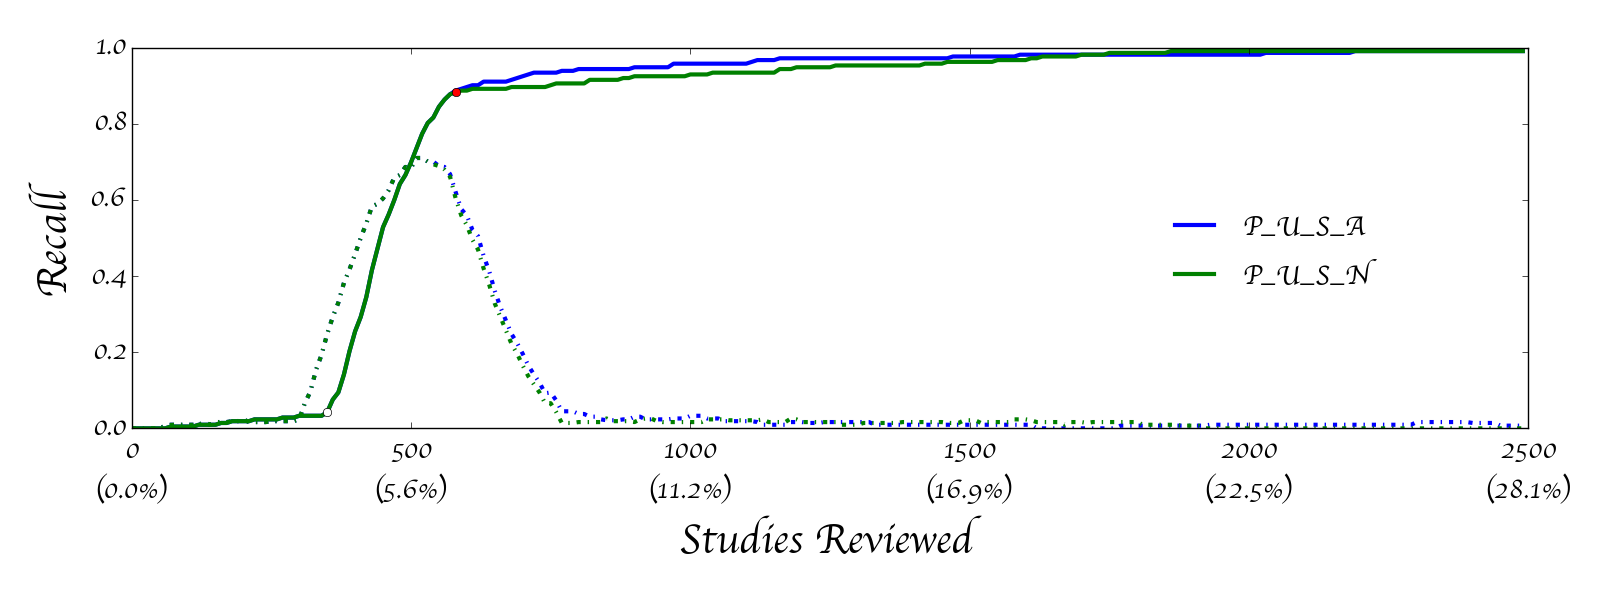 1.0
0.8
0.6
0.4
0.2
0.0
Recall
P_U_S_A
P_U_S_N
0 500 1000 1500 2000 2500
(0.0%) (5.6%) (11.2%) (16.9%) (22.5%) (28.1%)
Studies Reviewed